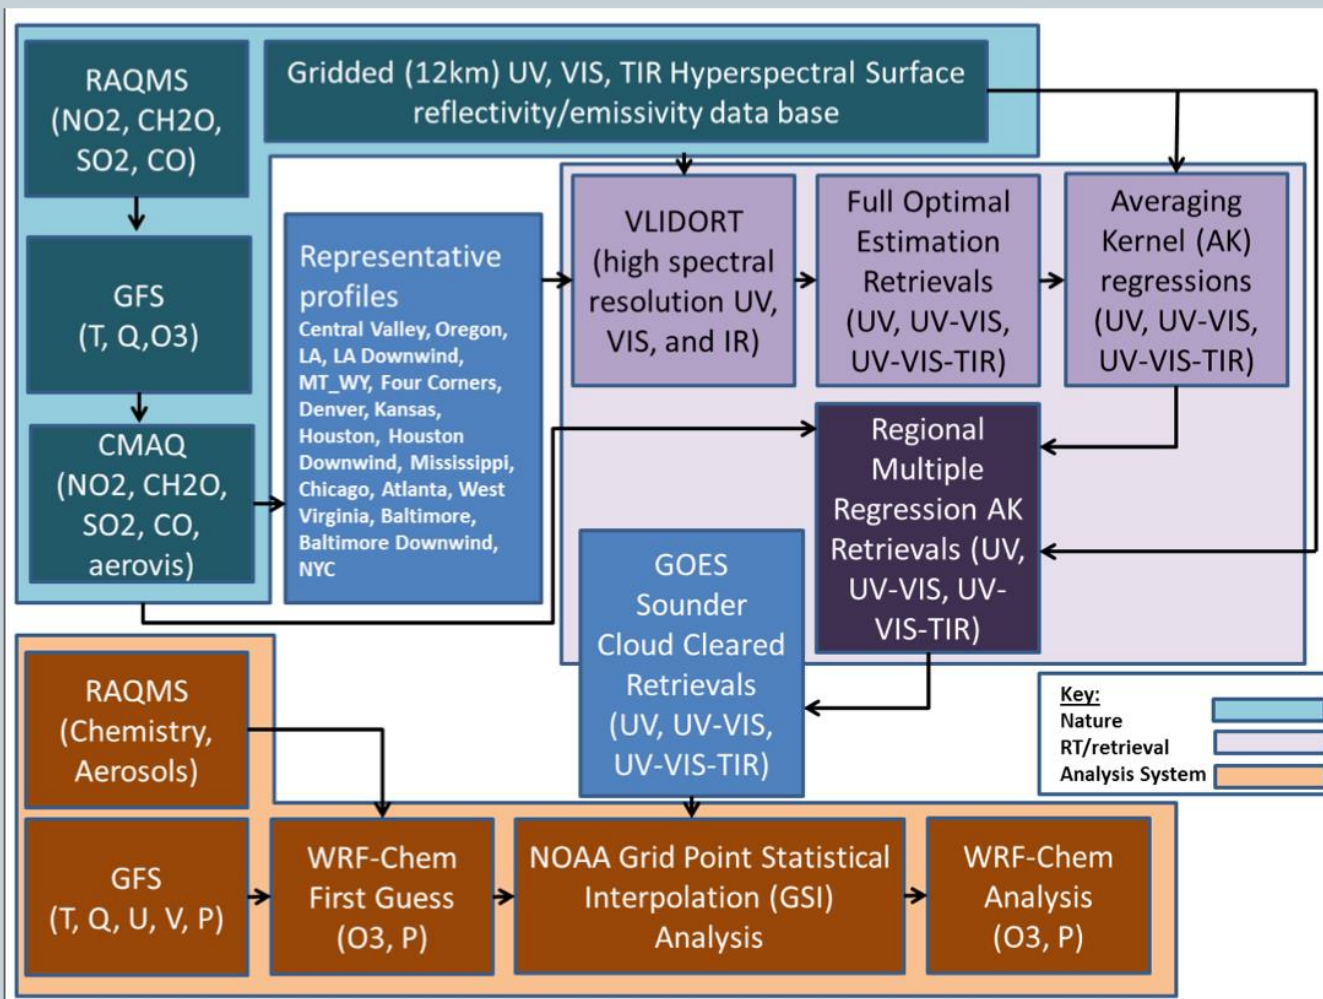 RAQMS
(NO2, CH2O,
SO2, CO)
Gridded (12km) UV, VIS, TIR Hyperspectral Surface
reflectivity/emissivity data base
GFS
(T, Q,O3)
CMAQ
(NO2, CH2O,
SO2, CO,
aerovis)
Representative
profiles
Central Valley, Oregon,
LA, LA Downwind,
MT_WY, Four Corners,
Denver, Kansas,
Houston, Houston
Downwind, Mississippi,
Chicago, Atlanta, West
Virginia, Baltimore,
Baltimore Downwind,
NYC
VLIDORT
(high spectral
resolution UV,
VIS, and IR)
Full Optimal
Estimation
Retrievals
(UV, UV-VIS,
UV-VIS-TIR)
Averaging
Kernel (AK)
regressions
(UV, UV-VIS,
UV-VIS-TIR)
Regional
Multiple
Regression AK
Retrievals (UV,
UV-VIS, UV-
VIS-TIR)
GOES
Sounder
Cloud Cleared
Retrievals
(UV, UV-VIS,
UV-VIS-TIR)
Key:
Nature
RT/retrieval
Analysis System
RAQMS
(Chemistry,
Aerosols)
GFS
(T, Q, U, V, P)
WRF-Chem
First Guess
(O3, P)
NOAA Grid Point Statistical
Interpolation (GSI)
Analysis
WRF-Chem
Analysis
(O3, P)